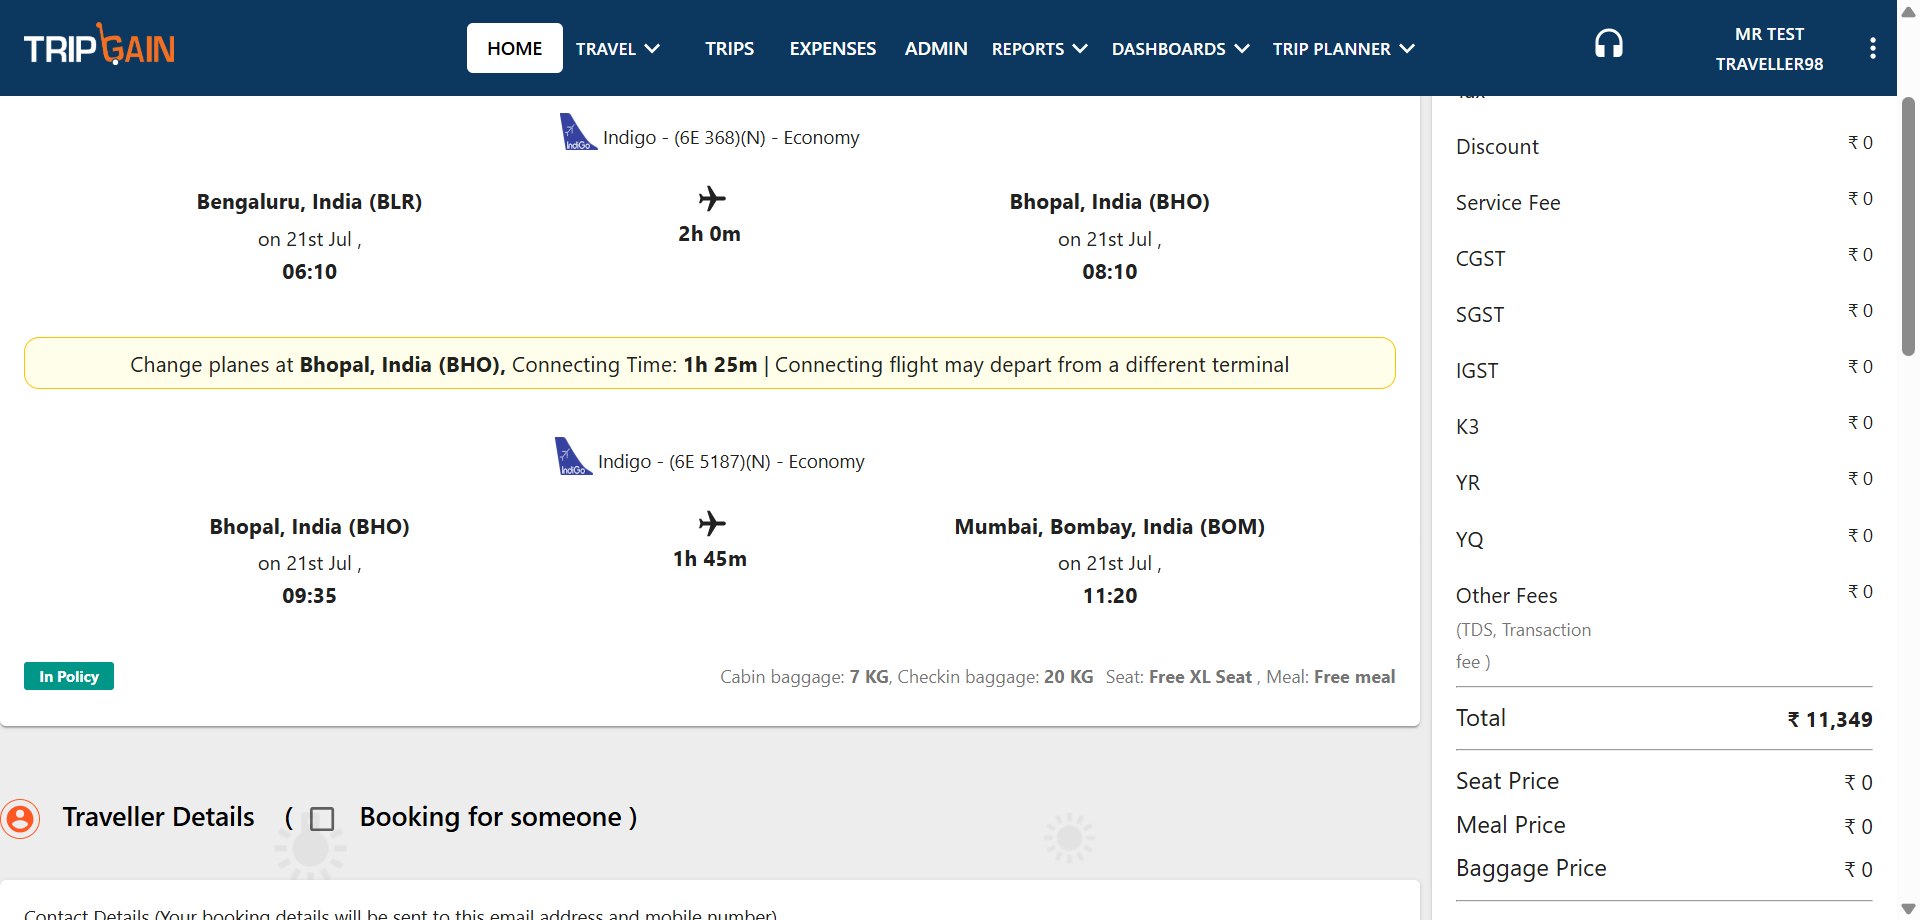 TRIPGAIN
HOME TRAVEL TRIPS EXPENSES ADMIN REPORTS DASHBOARDS TRIP PLANNER
MR TEST
TRAVELLER98
IndiGo Indigo - (6E 368)(N) - Economy
Bengaluru, India (BLR)
on 21st Jul ,
06:10
2h 0m
Bhopal, India (BHO)
on 21st Jul ,
08:10
Change planes at Bhopal, India (BHO), Connecting Time: 1h 25m | Connecting flight may depart from a different terminal
IndiGo Indigo - (6E 5187)(N) - Economy
Bhopal, India (BHO)
on 21st Jul ,
09:35
1h 45m
Mumbai, Bombay, India (BOM)
on 21st Jul ,
11:20
In Policy
Cabin baggage: 7 KG, Checkin baggage: 20 KG Seat: Free XL Seat , Meal: Free meal
Traveller Details ( Booking for someone )
Contact Details (Your booking details will be sent to this email address and mobile number)
Tax
Discount ₹ 0
Service Fee ₹ 0
CGST ₹ 0
SGST ₹ 0
IGST ₹ 0
K3 ₹ 0
YR ₹ 0
YQ ₹ 0
Other Fees ₹ 0
(TDS, Transaction
fee )
Total ₹ 11,349
Seat Price ₹ 0
Meal Price ₹ 0
Baggage Price ₹ 0